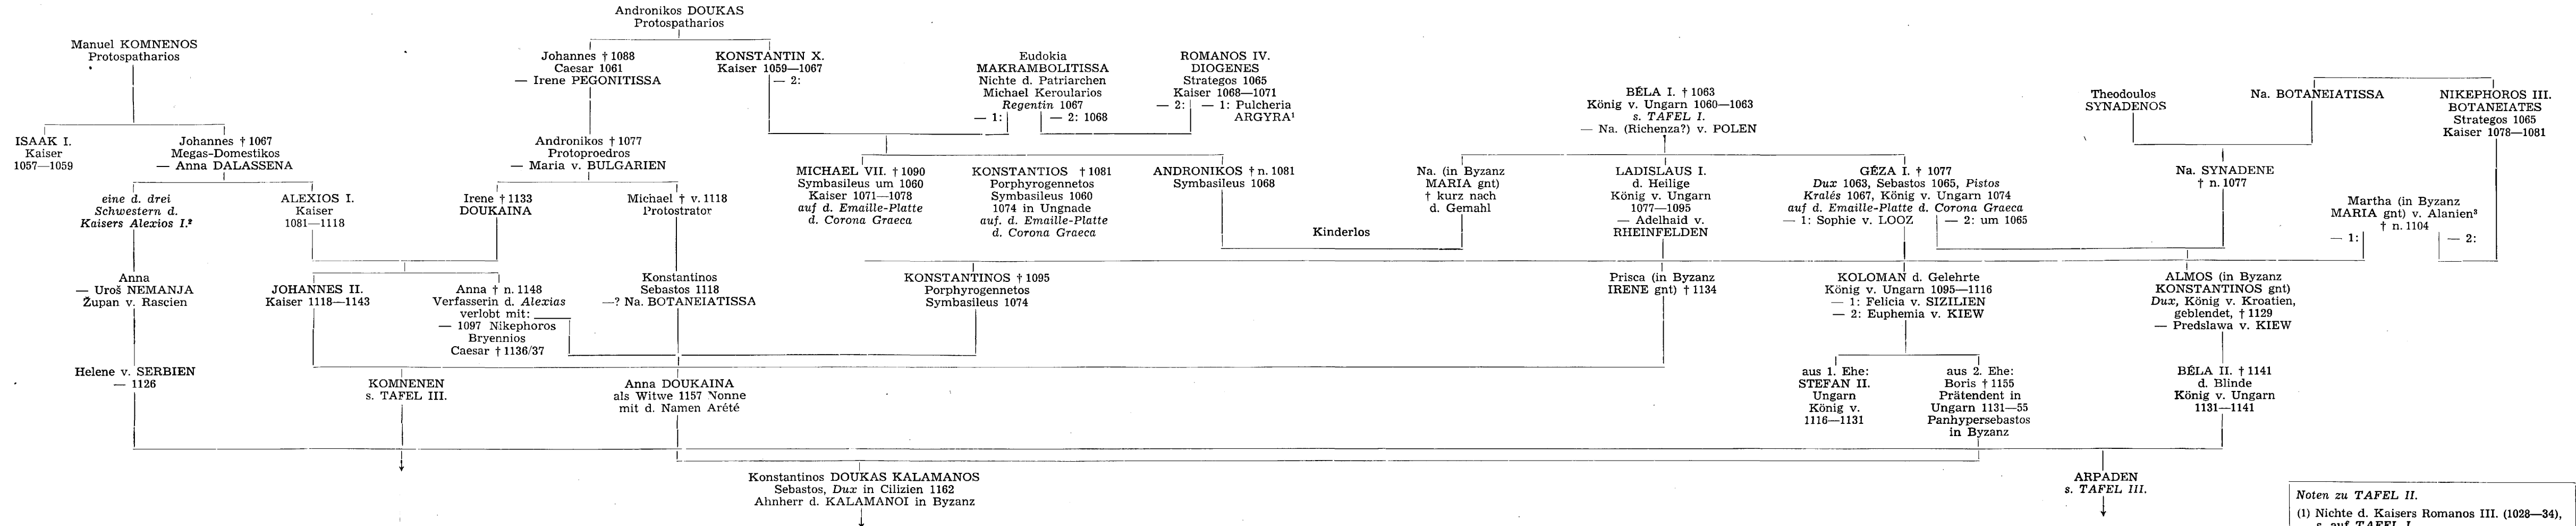 Andronikos DOUKAS
Protospatharios
Manuel KOMNENOS
Protospatharios
Johannes † 1088
Caesar 1061
— Irene PEGONITISSA
KONSTANTIN X.
Kaiser 1059—1067
— 2:
Eudokia
MAKRAMBOLITISSA
Nichte d. Patriarchen
Michael Keroularios
Regentin 1067
— 1:
— 2: 1068
ROMANOS IV.
DIOGENES
Strategos 1065
Kaiser 1068—1071
— 2:
— 1: Pulcheria
ARGYRA¹
BÉLA I. † 1063
König v. Ungarn 1060—1063
s. TAFEL I.
— Na. (Richenza?) v. POLEN
Theodoulos
SYNADENOS
Na. BOTANEIATISSA
NIKEPHOROS III.
BOTANEIATES
Strategos 1065
Kaiser 1078—1081
ISAAK I.
Kaiser
1057—1059
Johannes † 1067
Megas-Domestikos
— Anna DALASSENA
Andronikos † 1077
Protoproedros
— Maria v. BULGARIEN
MICHAEL VII. † 1090
Symbasileus um 1060
Kaiser 1071—1078
auf d. Emaille-Platte
d. Corona Graeca
KONSTANTIOS † 1081
Porphyrogennetos
Symbasileus 1060
1074 in Ungnade
auf. d. Emaille-Platte
d. Corona Graeca
ANDRONIKOS † n. 1081
Symbasileus 1068
Na. (in Byzanz
MARIA gnt)
† kurz nach
d. Gemahl
Kinderlos
LADISLAUS I.
d. Heilige
König v. Ungarn
1077—1095
— Adelhaid v.
RHEINFELDEN
GÉZA I. † 1077
Dux 1063, Sebastos 1065, Pistos
Kralés 1067, König v. Ungarn 1074
auf d. Emaille-Platte d. Corona Graeca
— 1: Sophie v. LOOZ
— 2: um 1065
Na. SYNADENE
† n. 1077
Martha (in Byzanz
MARIA gnt) v. Alanien³
† n. 1104
— 1:
— 2:
eine d. drei
Schwestern d.
Kaisers Alexios I.²
ALEXIOS I.
Kaiser
1081—1118
Irene † 1133
DOUKAINA
Michael † v. 1118
Protostrator
Anna
— Uroš NEMANJA
Župan v. Rascien
JOHANNES II.
Kaiser 1118—1143
Anna † n. 1148
Verfasserin d. Alexias
verlobt mit:
— 1097 Nikephoros
Bryennios
Caesar † 1136/37
Konstantinos
Sebastos 1118
—? Na. BOTANEIATISSA
KONSTANTINOS † 1095
Porphyrogennetos
Symbasileus 1074
Prisca (in Byzanz
IRENE gnt) † 1134
KOLOMAN d. Gelehrte
König v. Ungarn 1095—1116
— 1: Felicia v. SIZILIEN
— 2: Euphemia v. KIEW
ALMOS (in Byzanz
KONSTANTINOS gnt)
Dux, König v. Kroatien,
geblendet, † 1129
— Predslawa v. KIEW
Helene v. SERBIEN
— 1126
KOMNENEN
s. TAFEL III.
Anna DOUKAINA
als Witwe 1157 Nonne
mit d. Namen Arété
aus 1. Ehe:
STEFAN II.
Ungarn
König v.
1116—1131
aus 2. Ehe:
Boris † 1155
Prätendent in
Ungarn 1131—55
Panhypersebastos
in Byzanz
BÉLA II. † 1141
d. Blinde
König v. Ungarn
1131—1141
Konstantinos DOUKAS KALAMANOS
Sebastos, Dux in Cilizien 1162
Ahnherr d. KALAMANOI in Byzanz
ARPADEN
s. TAFEL III.
Noten zu TAFEL II.
(1) Nichte d. Kaisers Romanos III. (1028—34),
s. auf TAFEL I.